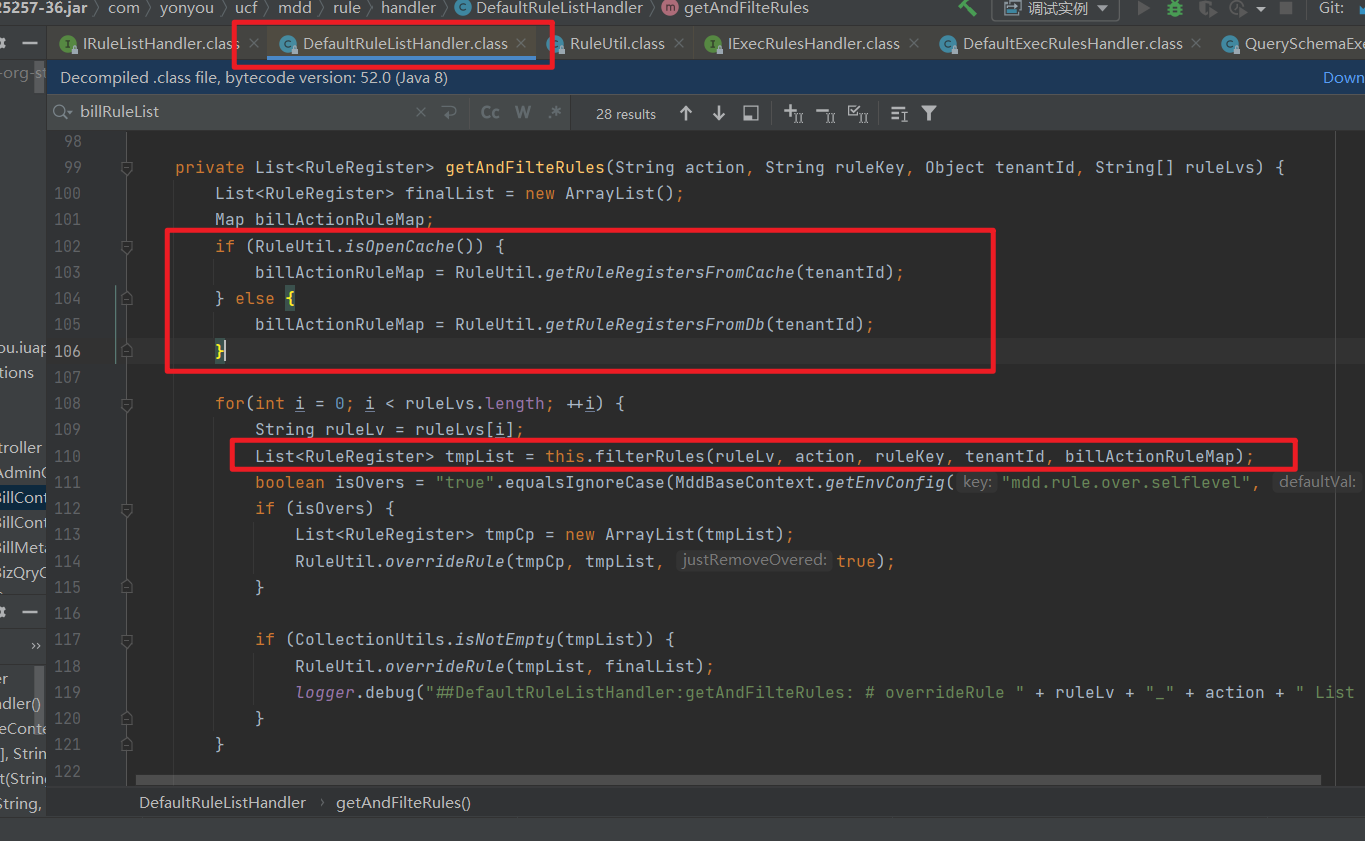 25257-36.jar com yonyou ucf mdd rule handler DefaultRuleListHandler getAndFilteRules 调试实例 Git:
IRuleListHandler.class DefaultRuleListHandler.class RuleUtil.class IExecRulesHandler.class DefaultExecRulesHandler.class QuerySchemaExe
-org-st
Decompiled .class file, bytecode version: 52.0 (Java 8) Down
billRuleList Cc W .* 28 results
98
99 private List<RuleRegister> getAndFilteRules(String action, String ruleKey, Object tenantId, String[] ruleLvs) {
100 List<RuleRegister> finalList = new ArrayList();
101 Map billActionRuleMap;
102 if (RuleUtil.isOpenCache()) {
103 billActionRuleMap = RuleUtil.getRuleRegistersFromCache(tenantId);
104 } else {
105 billActionRuleMap = RuleUtil.getRuleRegistersFromDb(tenantId);
106 }
107
108 for(int i = 0; i < ruleLvs.length; ++i) {
109 String ruleLv = ruleLvs[i];
110 List<RuleRegister> tmpList = this.filterRules(ruleLv, action, ruleKey, tenantId, billActionRuleMap);
111 boolean isOvers = "true".equalsIgnoreCase(MddBaseContext.getEnvConfig( key: "mdd.rule.over.selflevel", defaultVal:
112 if (isOvers) {
113 List<RuleRegister> tmpCp = new ArrayList(tmpList);
114 RuleUtil.overrideRule(tmpCp, tmpList, justRemoveOvered: true);
115 }
116
117 if (CollectionUtils.isNotEmpty(tmpList)) {
118 RuleUtil.overrideRule(tmpList, finalList);
119 logger.debug("##DefaultRuleListHandler:getAndFilteRules: # overrideRule " + ruleLv + "_" + action + " List
120 }
121 }
122
ou.iuap
tions
troller
AdminC
BillCont
BillCont
BillMeta
BizQryC
»
er
ndler()
eConte
], Strin
t(String
String,
DefaultRuleListHandler › getAndFilteRules()